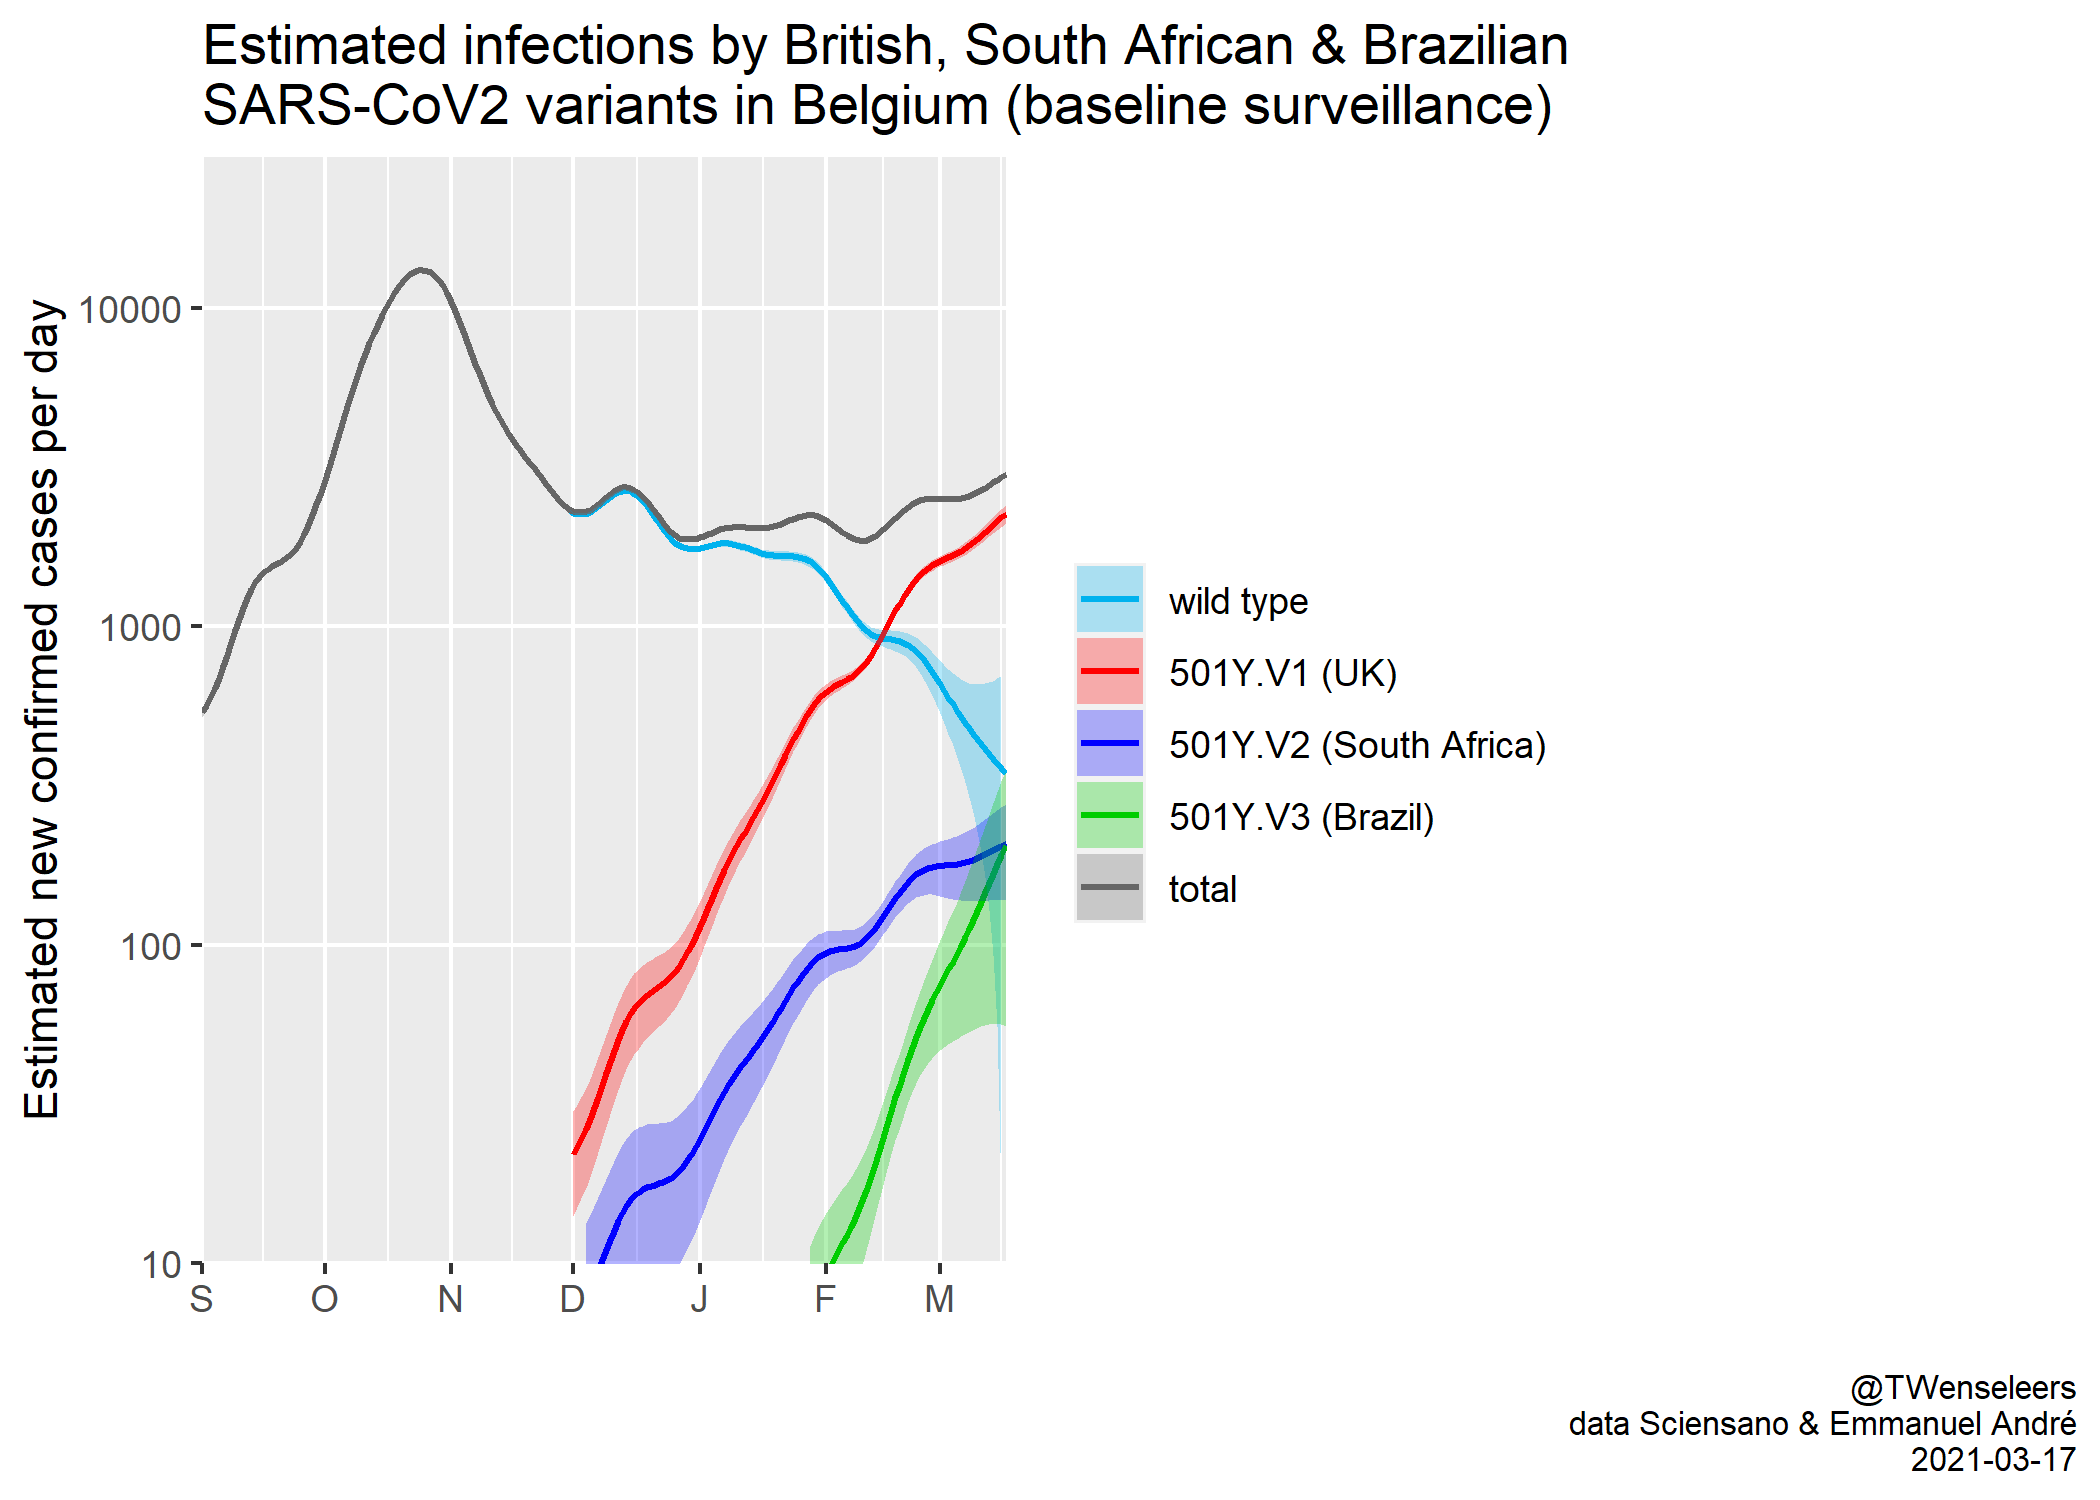 Estimated infections by British, South African & Brazilian
SARS-CoV2 variants in Belgium (baseline surveillance)
Estimated new confirmed cases per day
10000
1000
100
10
S O N D J F M
wild type
501Y.V1 (UK)
501Y.V2 (South Africa)
501Y.V3 (Brazil)
total
@TWenseleers
data Sciensano & Emmanuel André
2021-03-17